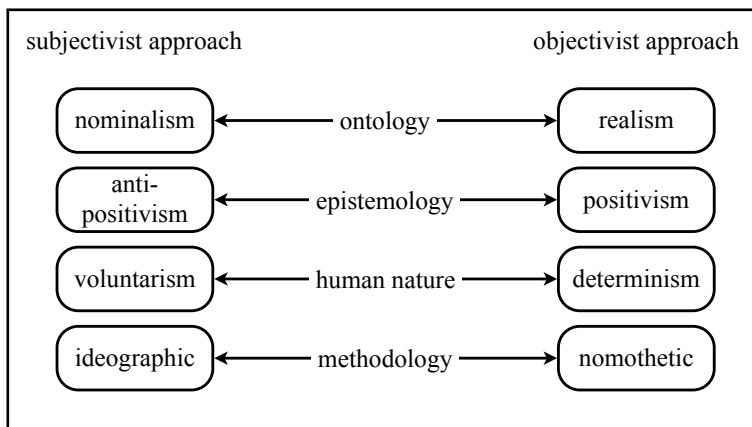 subjectivist approach objectivist approach
nominalism ontology realism
anti-
positivism epistemology positivism
voluntarism human nature determinism
ideographic methodology nomothetic